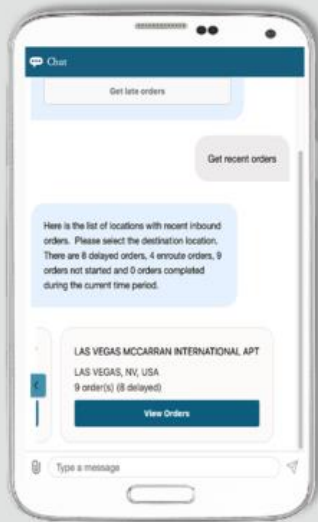 Chat
Get late orders
Get recent orders
Here is the list of locations with recent inbound
orders. Please select the destination location.
There are 8 delayed orders, 4 enroute orders, 9
orders not started and 0 orders completed
during the current time period.
LAS VEGAS MCCARRAN INTERNATIONAL APT
LAS VEGAS, NV, USA
9 order(s) (8 delayed)
View Orders
Type a message